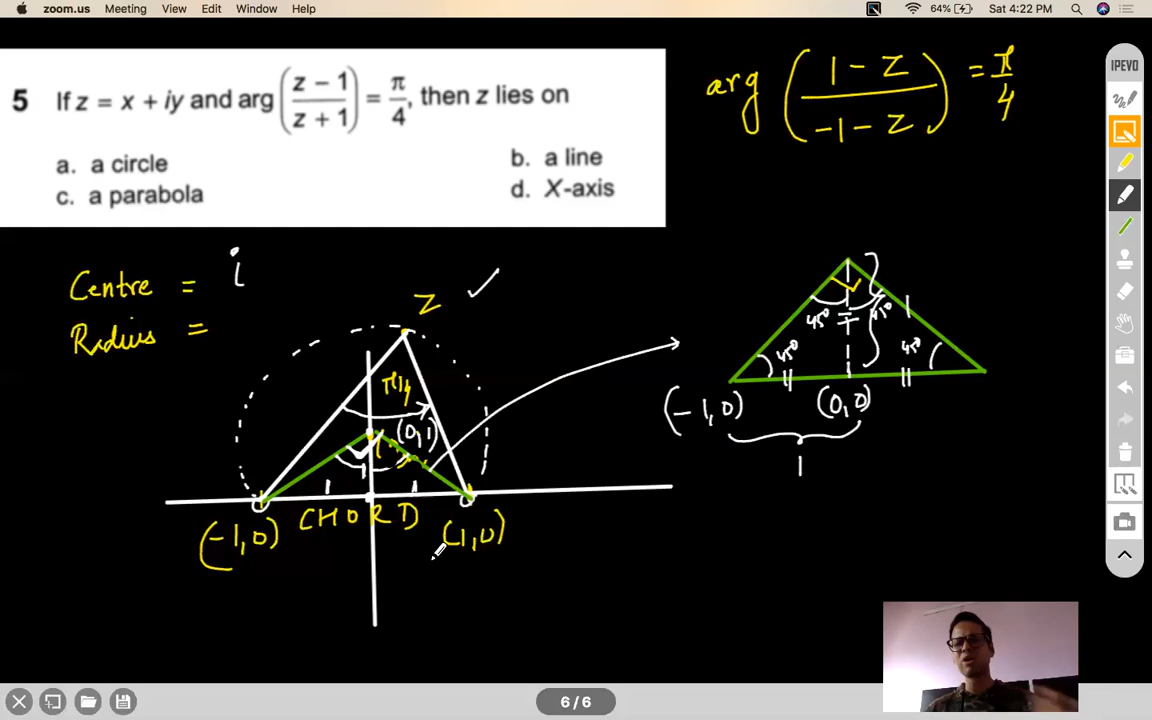 zoom.us Meeting View Edit Window Help 64% Sat 4:22 PM
IPEVO
5 If z = x + iy and arg (z − 1 / z + 1) = π/4, then z lies on
a. a circle b. a line
c. a parabola d. X-axis
arg (1 − z / −1 − z) = π/4
Centre = i
Radius =
z
π/4
(0,1)
1 1 1
(-1,0) CHORD (1,0)
45° 45°
45° 45°
(-1,0) (0,0)
1
6/6